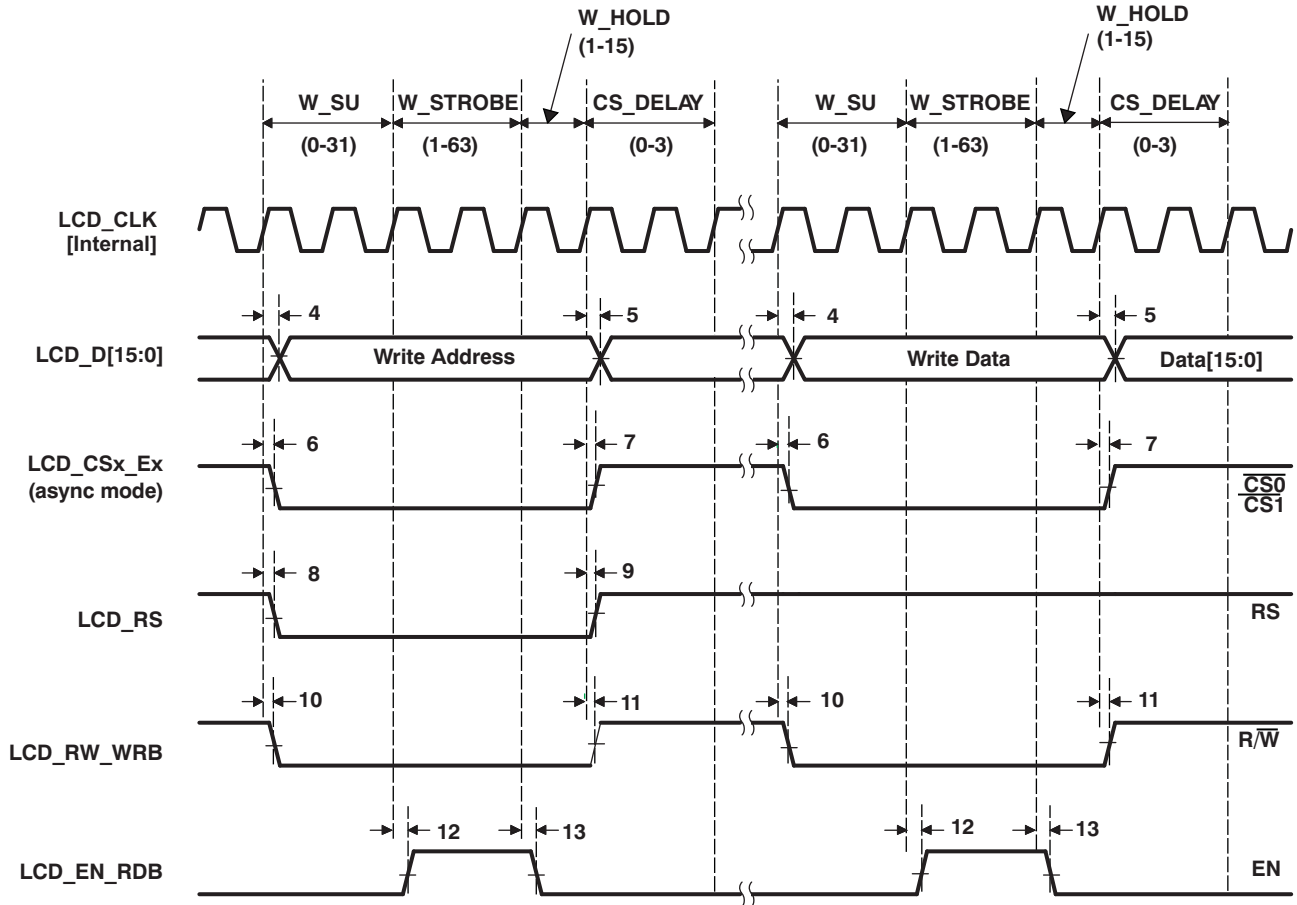 W_HOLD
(1-15)
W_HOLD
(1-15)
W_SU
W_STROBE
CS_DELAY
W_SU
W_STROBE
CS_DELAY
(0-31)
(1-63)
(0-3)
(0-31)
(1-63)
(0-3)
LCD_CLK
[Internal]
4
5
4
5
LCD_D[15:0]
Write Address
Write Data
Data[15:0]
6
7
6
7
LCD_CSx_Ex
(async mode)
CS0
CS1
8
9
LCD_RS
RS
10
11
10
11
LCD_RW_WRB
R/W
12
13
12
13
LCD_EN_RDB
EN